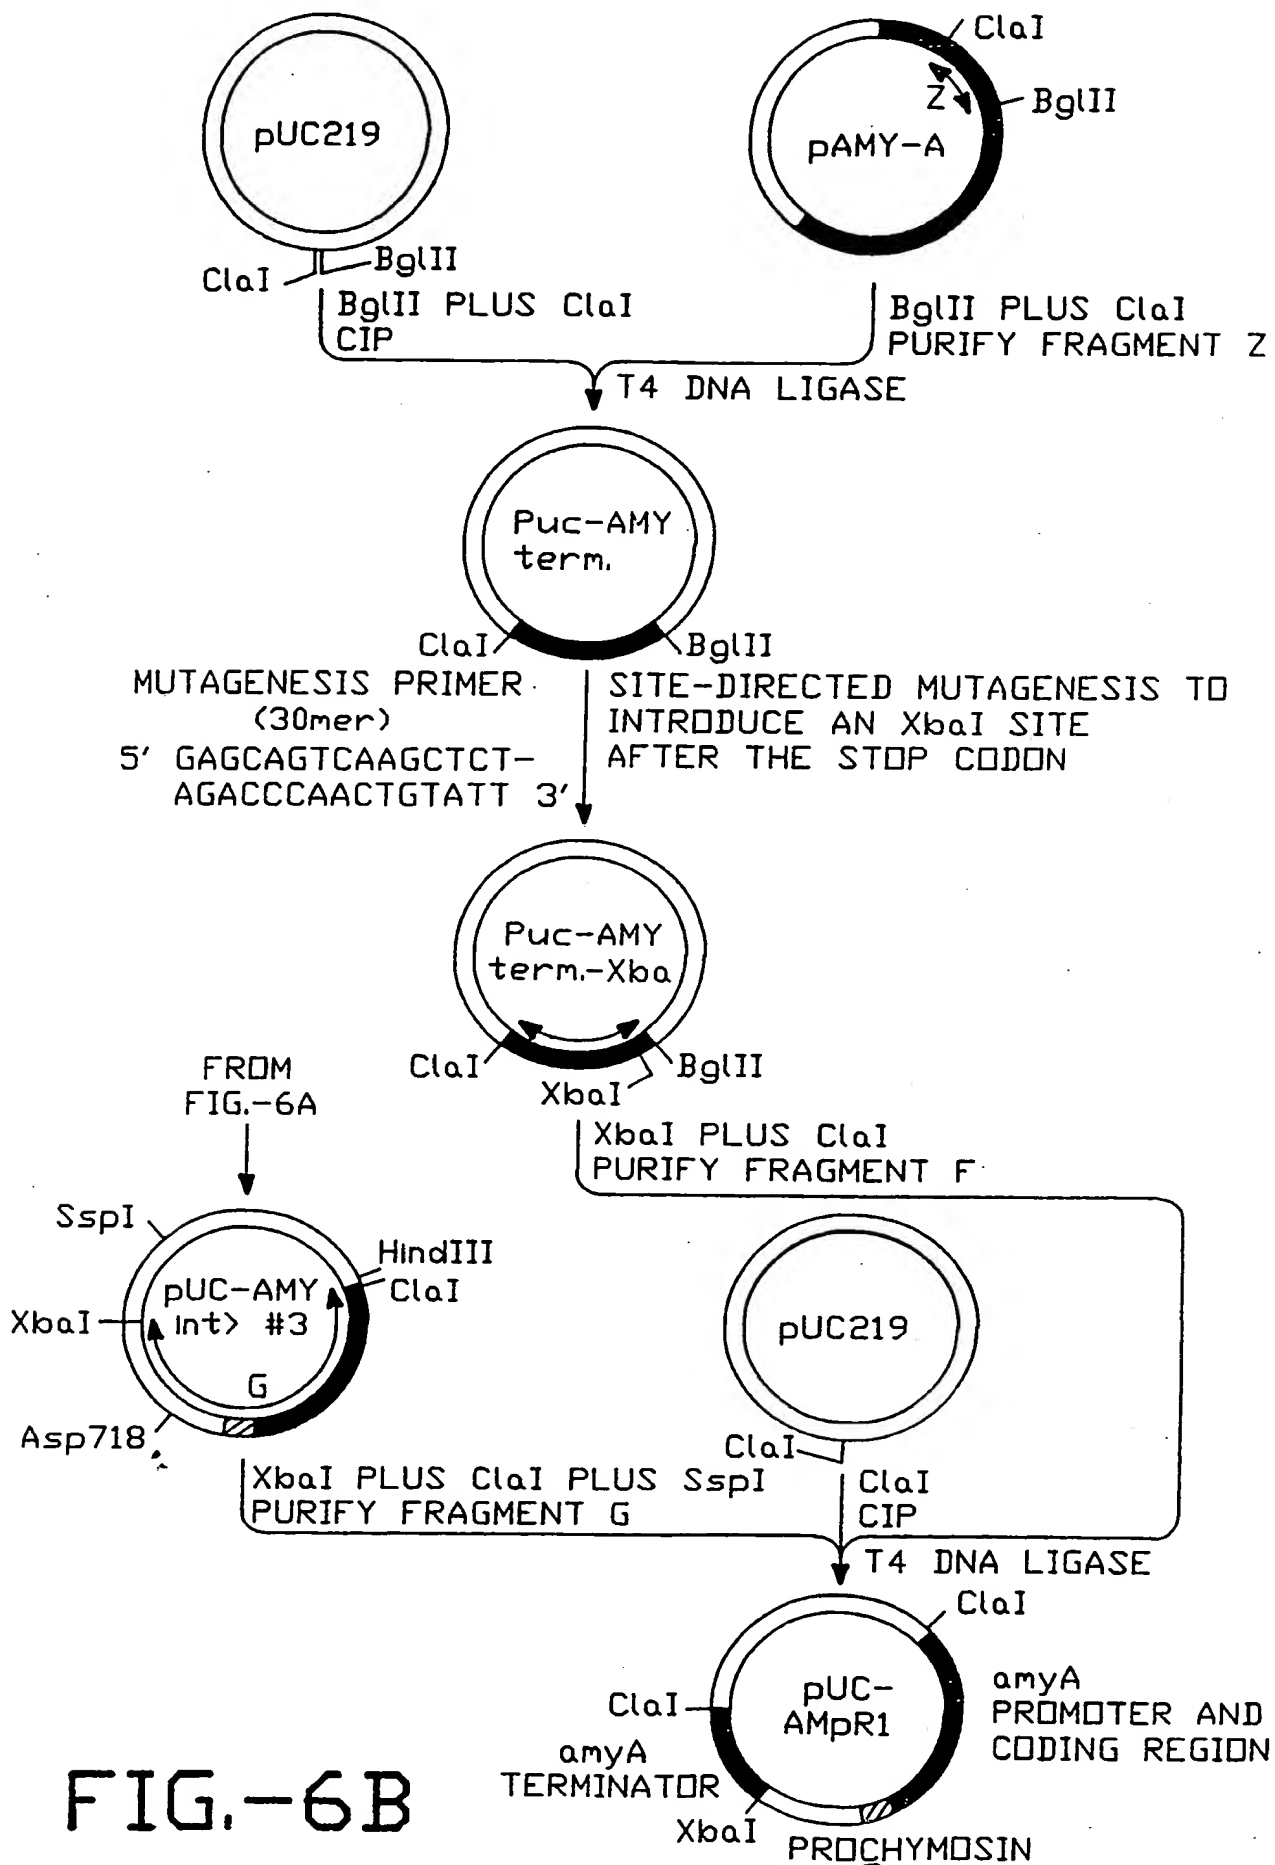 pUC219
ClaI
BglII
BglII PLUS ClaI
CIP
ClaI
Z
BglII
pAMY-A
BglII PLUS ClaI
PURIFY FRAGMENT Z
T4 DNA LIGASE
Puc-AMY
term.
ClaI
BglII
MUTAGENESIS PRIMER
(30mer)
5' GAGCAGTCAAGCTCT-
AGACCCAACTGTATT 3'
SITE-DIRECTED MUTAGENESIS TO
INTRODUCE AN XbaI SITE
AFTER THE STOP CODON
Puc-AMY
term.-Xba
ClaI
BglII
XbaI
XbaI PLUS ClaI
PURIFY FRAGMENT F
FROM
FIG.-6A
SspI
HindIII
ClaI
pUC-AMY
int> #3
XbaI
G
Asp718
XbaI PLUS ClaI PLUS SspI
PURIFY FRAGMENT G
pUC219
ClaI
ClaI
CIP
T4 DNA LIGASE
ClaI
pUC-
AMpR1
ClaI
amyA
PROMOTER AND
CODING REGION
amyA
TERMINATOR
XbaI
PROCHYMOSIN
FIG.-6B